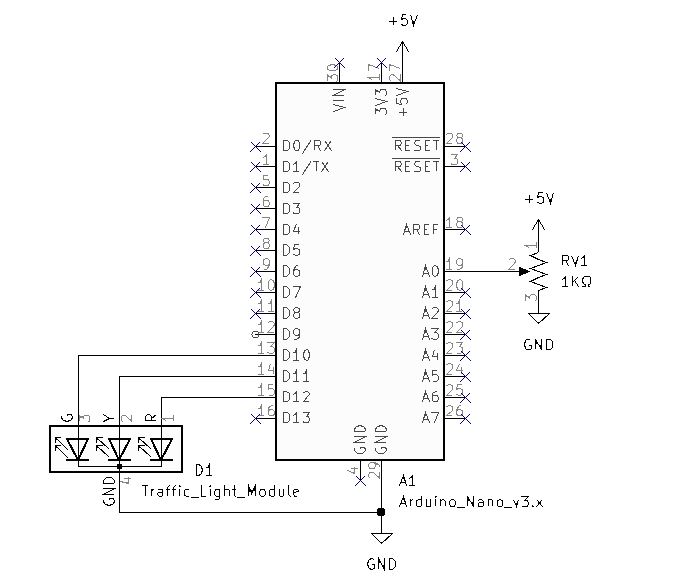 +5V
30
17
27
VIN
3V3
+5V
2 D0/RX
RESET 28
1 D1/TX
RESET 3
5 D2
6 D3
7 D4
AREF 18
8 D5
9 D6
A0 19
10 D7
A1 20
11 D8
A2 21
12 D9
A3 22
13 D10
A4 23
14 D11
A5 24
15 D12
A6 25
16 D13
A7 26
+5V
1
2
RV1
1KΩ
3
GND
G 3
Y 2
R 1
D1
GND 4
Traffic_Light_Module
GND
GND
4
29
A1
Arduino_Nano_v3.x
GND